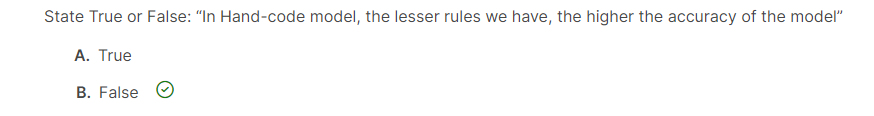 State True or False: “In Hand-code model, the lesser rules we have, the higher the accuracy of the model”
A. True
B. False